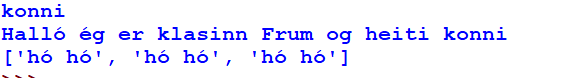 konni
Halló ég er klasinn Frum og heiti konni
['hó hó', 'hó hó', 'hó hó']
>>>